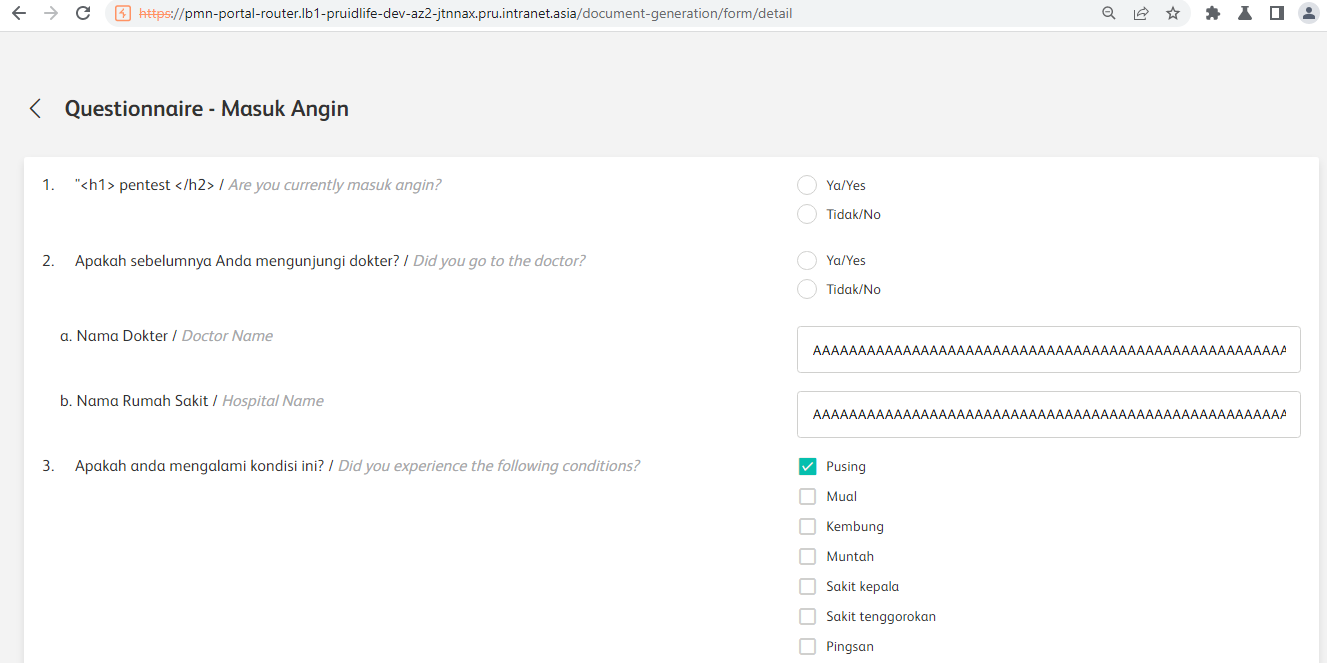 https://pmn-portal-router.lb1-pruidlife-dev-az2-jtnnax.pru.intranet.asia/document-generation/form/detail
Questionnaire - Masuk Angin
1. "<h1> pentest </h2> / Are you currently masuk angin?
Ya/Yes
Tidak/No
2. Apakah sebelumnya Anda mengunjungi dokter? / Did you go to the doctor?
Ya/Yes
Tidak/No
a. Nama Dokter / Doctor Name
AAAAAAAAAAAAAAAAAAAAAAAAAAAAAAAAAAAAAAAAAAAAAAAAAAAAA
b. Nama Rumah Sakit / Hospital Name
AAAAAAAAAAAAAAAAAAAAAAAAAAAAAAAAAAAAAAAAAAAAAAAAAAAAA
3. Apakah anda mengalami kondisi ini? / Did you experience the following conditions?
Pusing
Mual
Kembung
Muntah
Sakit kepala
Sakit tenggorokan
Pingsan